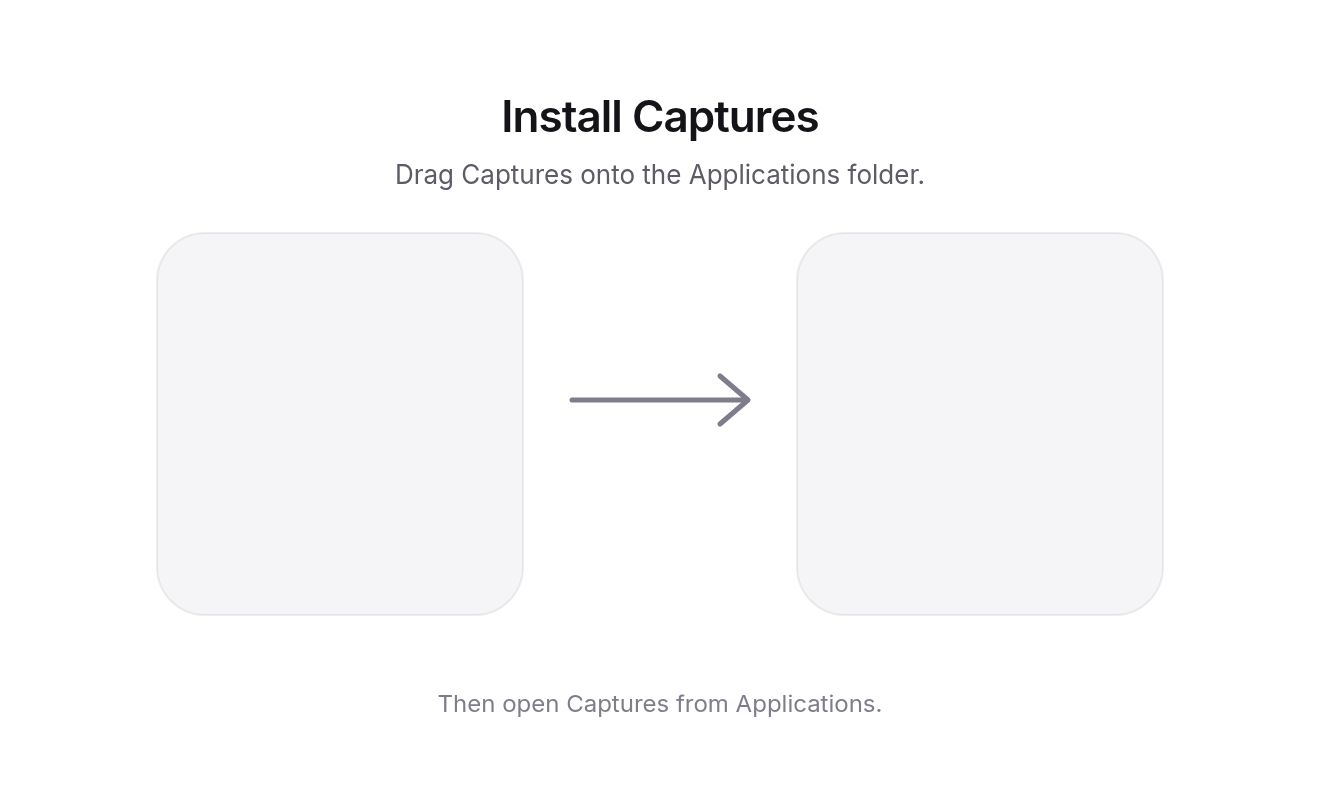 Install Captures
Drag Captures onto the Applications folder.
Then open Captures from Applications.